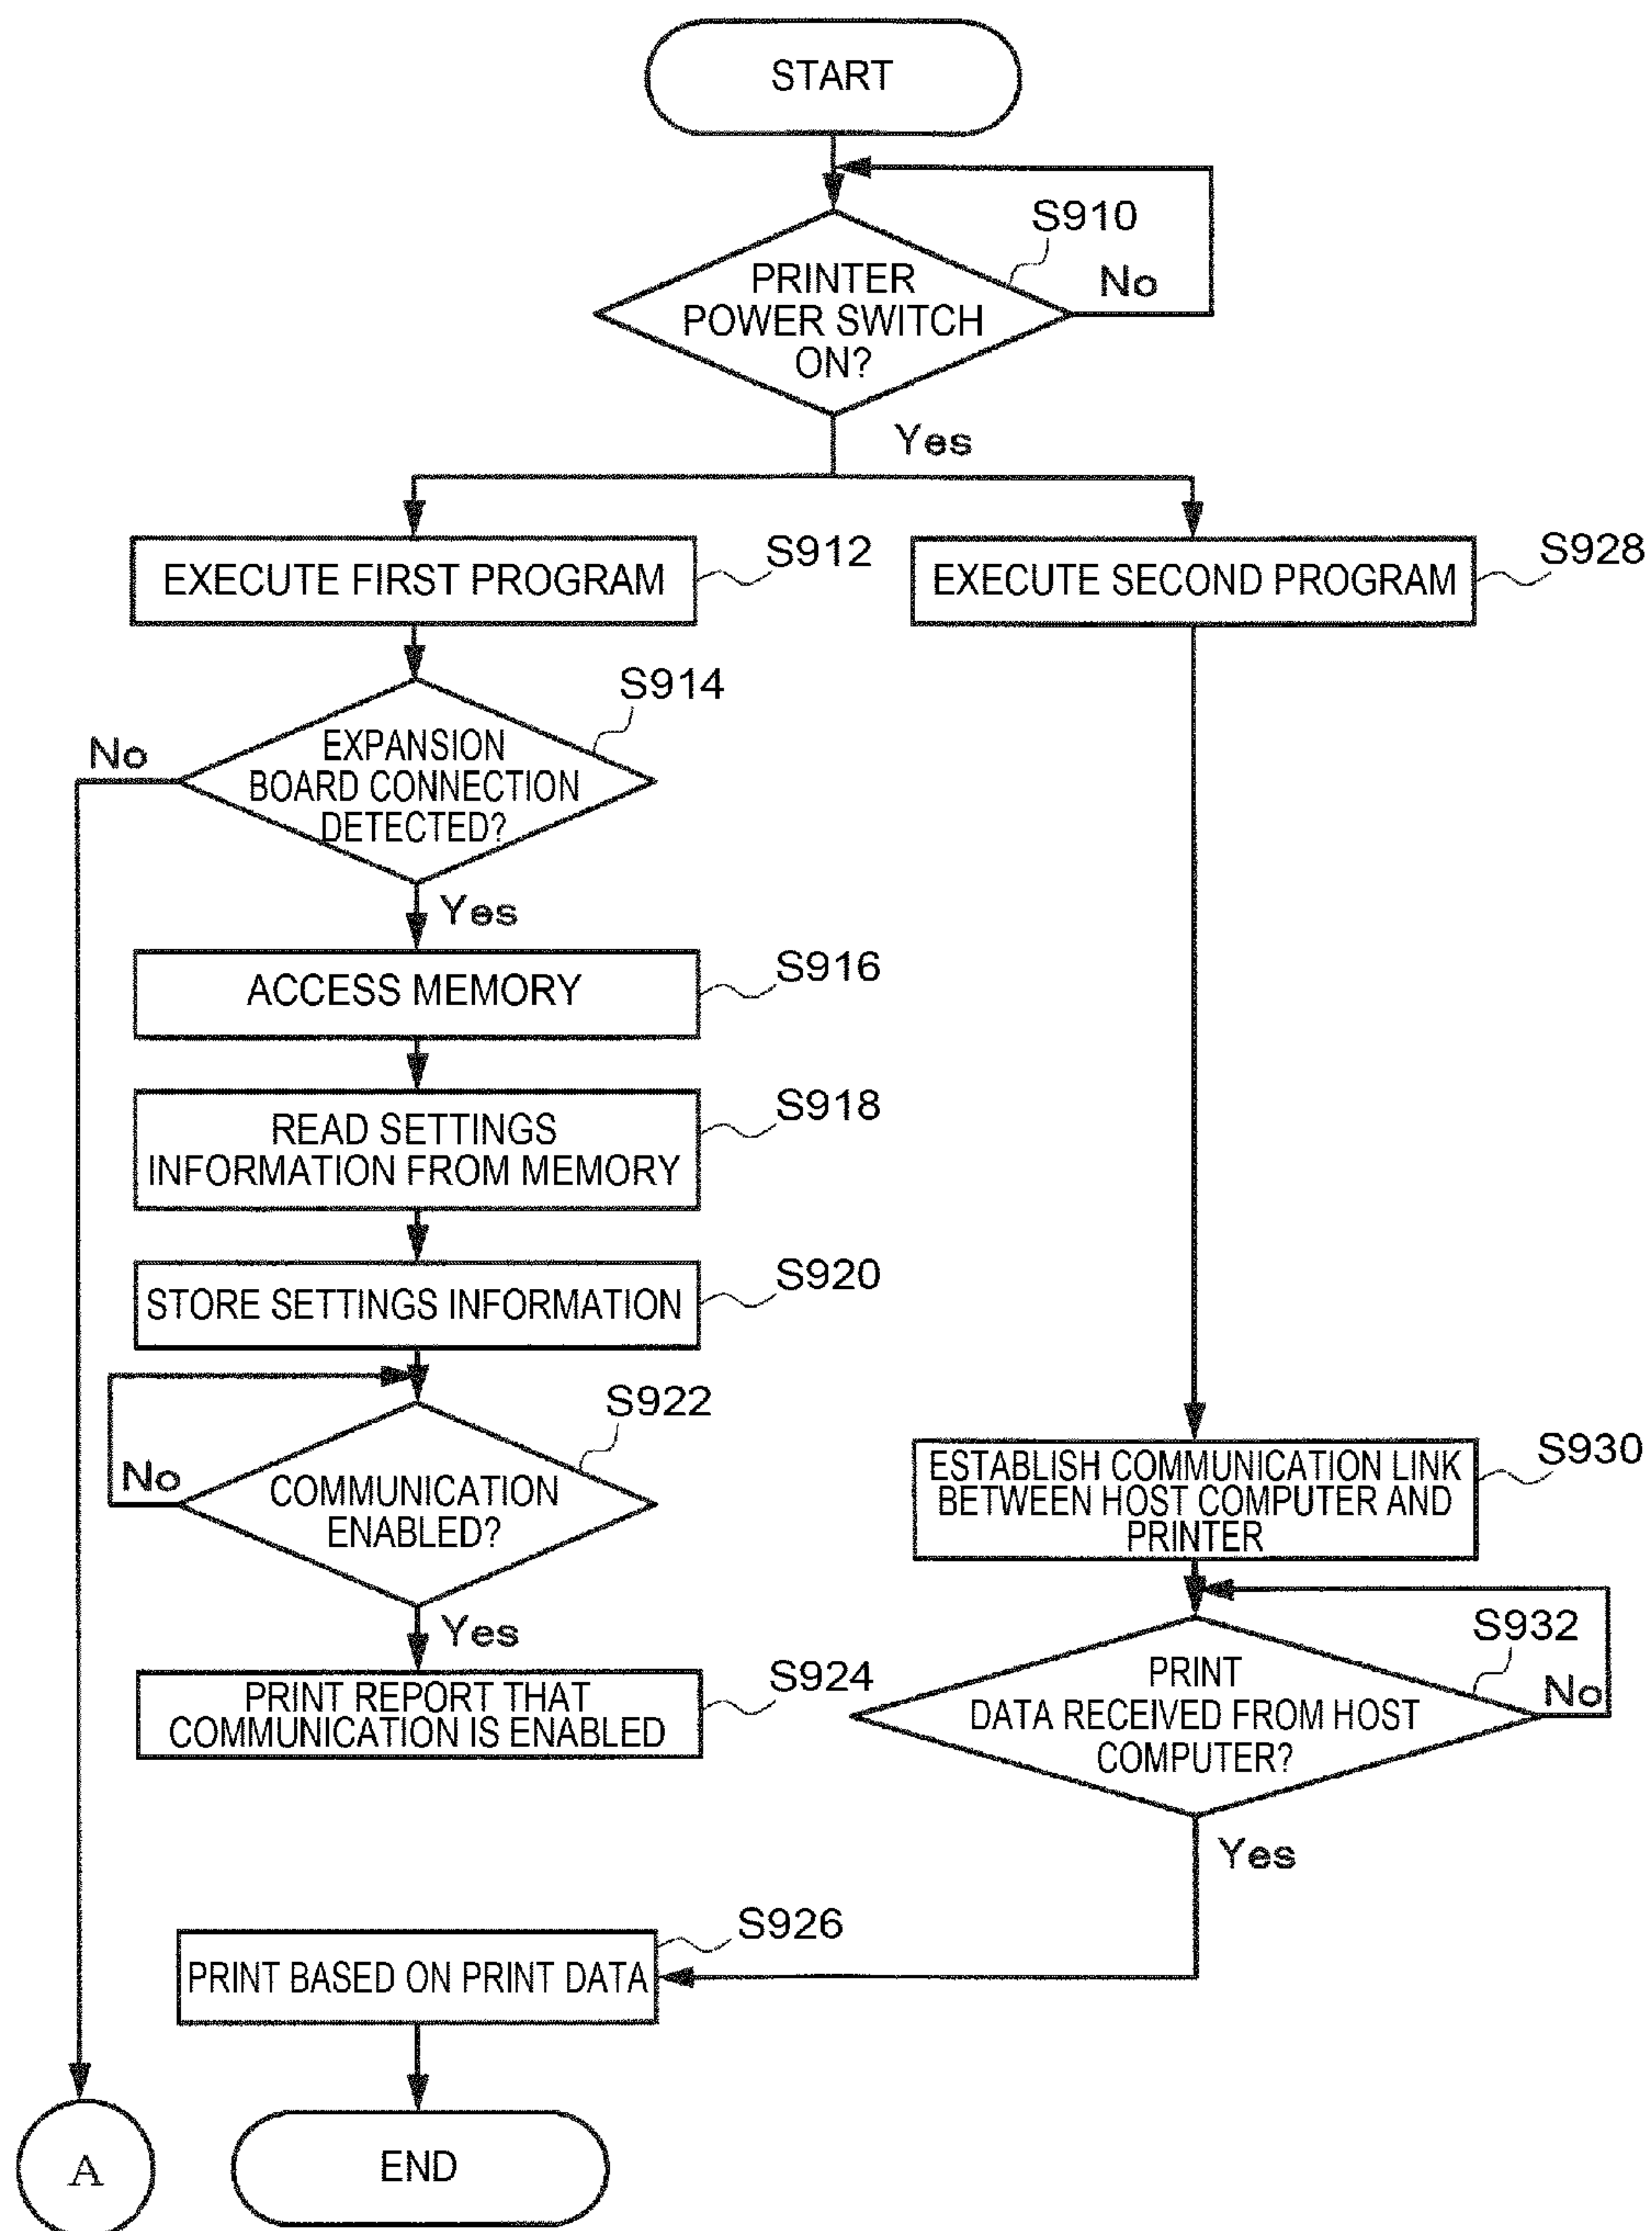 START
S910
PRINTER
POWER SWITCH
ON?
No
Yes
EXECUTE FIRST PROGRAM
S912
EXECUTE SECOND PROGRAM
S928
S914
EXPANSION
BOARD CONNECTION
DETECTED?
No
Yes
ACCESS MEMORY
S916
READ SETTINGS
INFORMATION FROM MEMORY
S918
STORE SETTINGS INFORMATION
S920
S922
COMMUNICATION
ENABLED?
No
Yes
PRINT REPORT THAT
COMMUNICATION IS ENABLED
S924
ESTABLISH COMMUNICATION LINK
BETWEEN HOST COMPUTER AND
PRINTER
S930
S932
PRINT
DATA RECEIVED FROM HOST
COMPUTER?
No
Yes
S926
PRINT BASED ON PRINT DATA
A
END